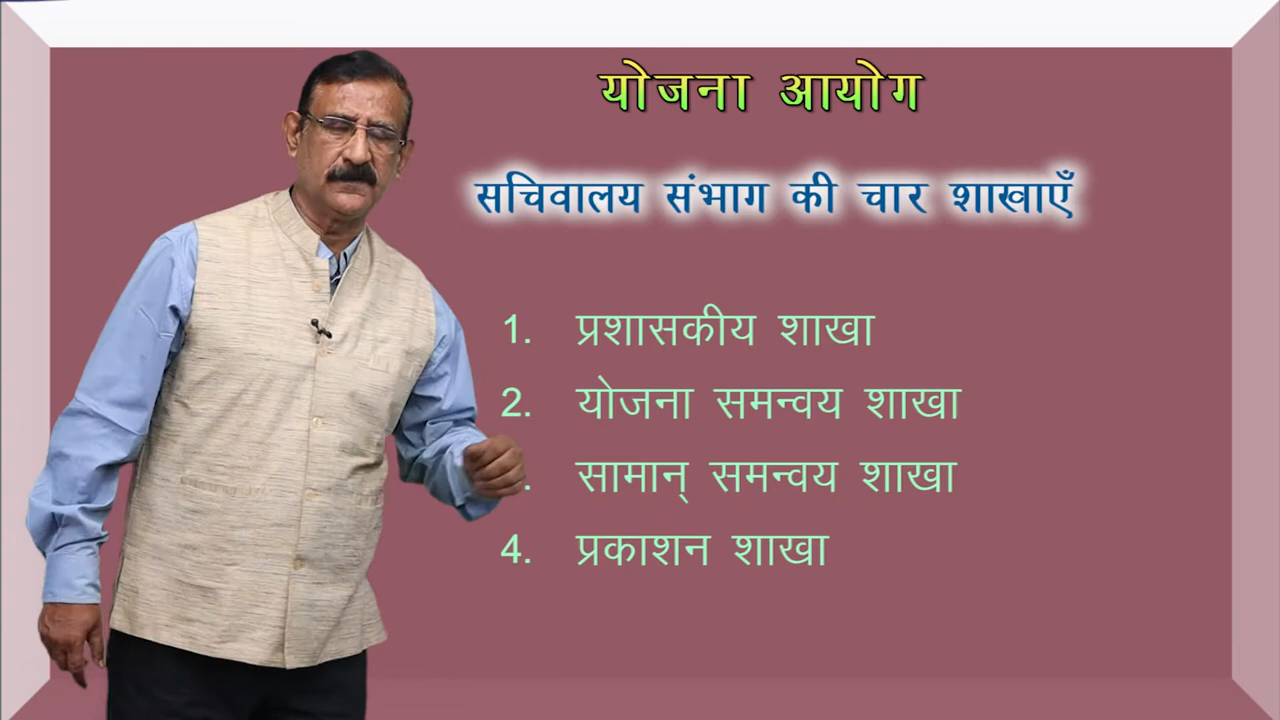 योजना आयोग
सचिवालय संभाग की चार शाखाएँ
1. प्रशासकीय शाखा
2. योजना समन्वय शाखा
. सामान् समन्वय शाखा
4. प्रकाशन शाखा